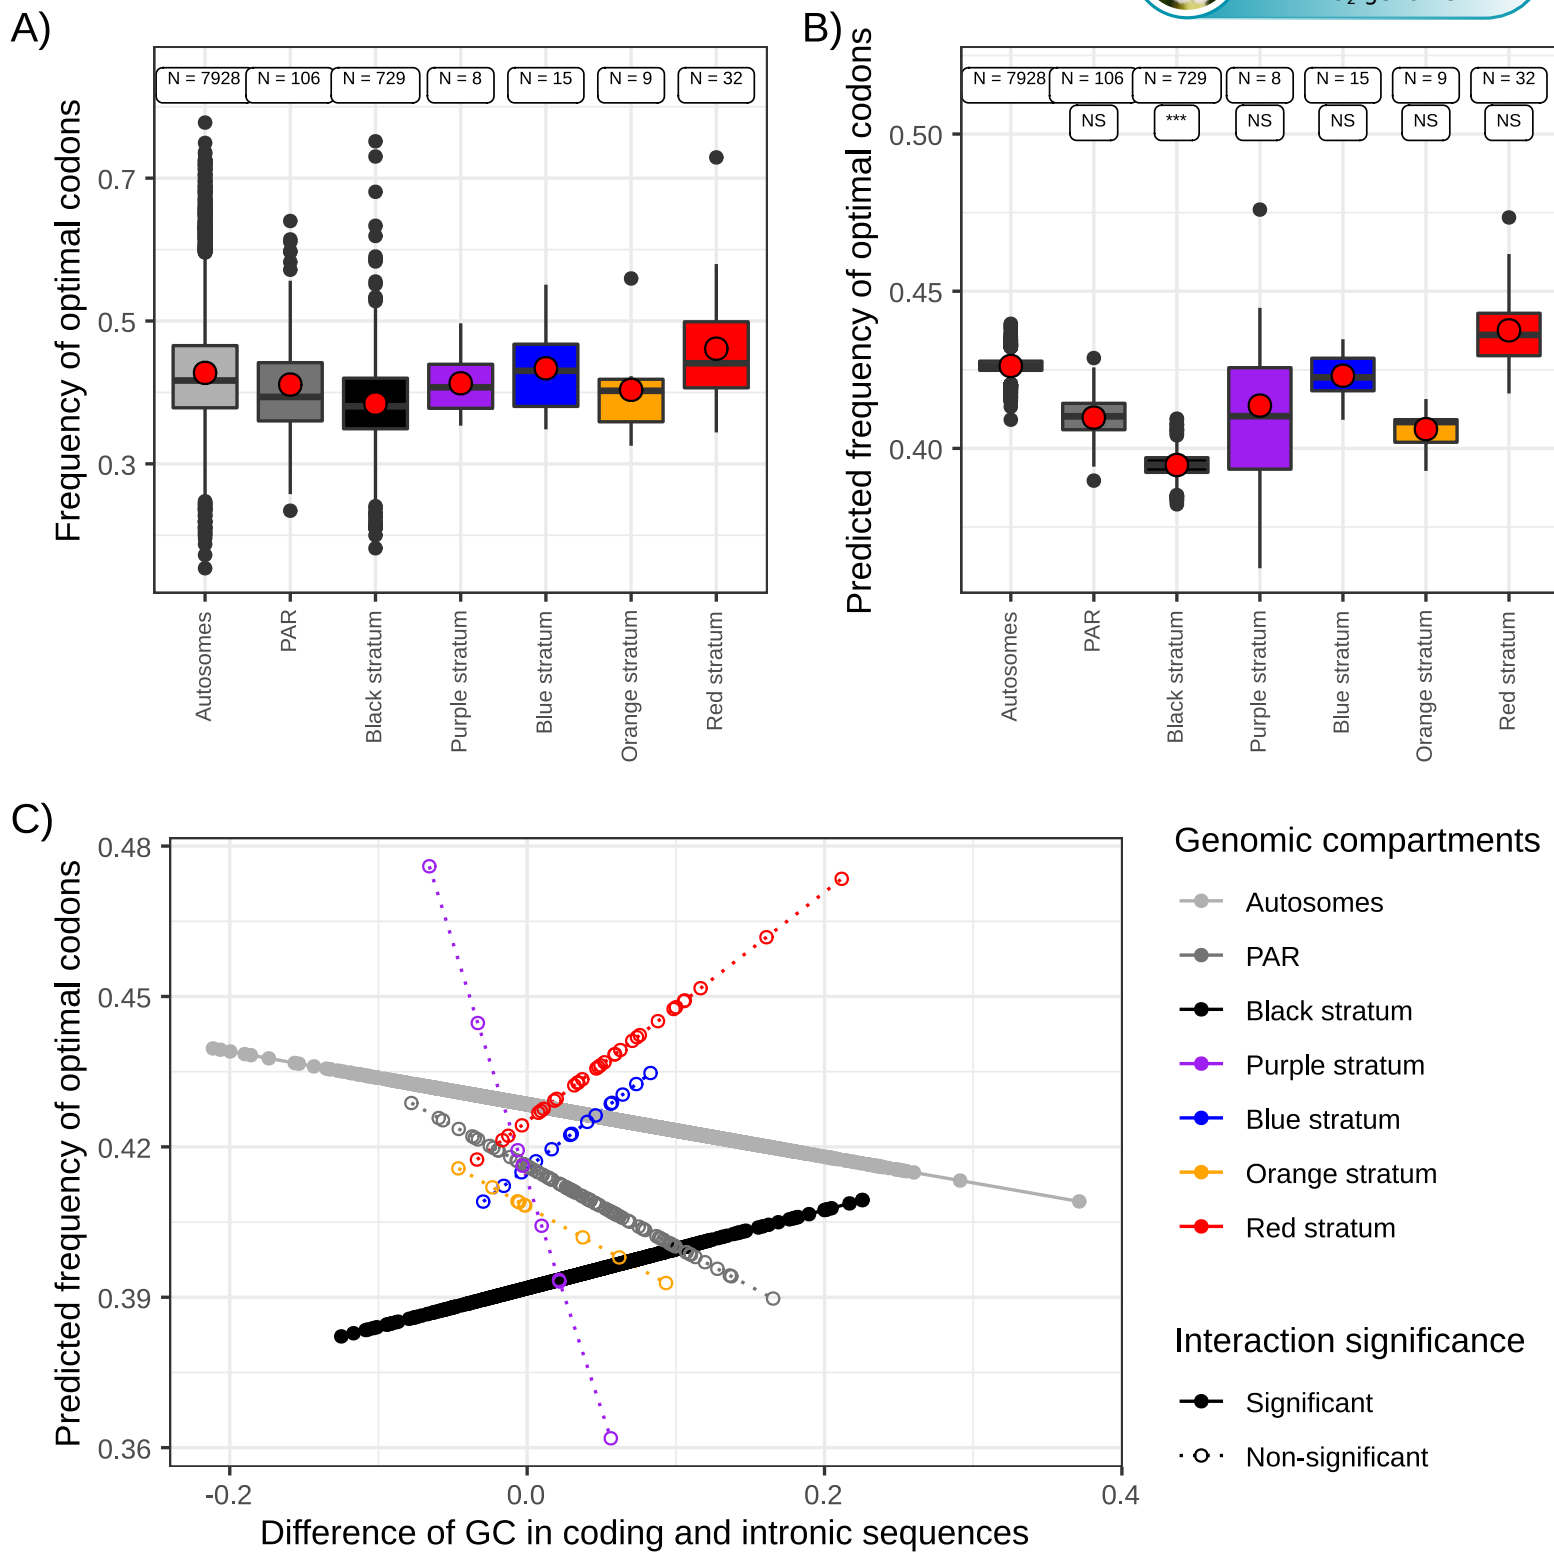 A)
B)
N = 7928
N = 106
N = 729
N = 8
N = 15
N = 9
N = 32
Frequency of optimal codons
0.7
0.5
0.3
Autosomes
PAR
Black stratum
Purple stratum
Blue stratum
Orange stratum
Red stratum
N = 7928
N = 106
N = 729
N = 8
N = 15
N = 9
N = 32
NS
***
NS
NS
NS
NS
Predicted frequency of optimal codons
0.50
0.45
0.40
Autosomes
PAR
Black stratum
Purple stratum
Blue stratum
Orange stratum
Red stratum
C)
Predicted frequency of optimal codons
0.48
0.45
0.42
0.39
0.36
-0.2
0.0
0.2
0.4
Difference of GC in coding and intronic sequences
Genomic compartments
Autosomes
PAR
Black stratum
Purple stratum
Blue stratum
Orange stratum
Red stratum
Interaction significance
Significant
Non-significant